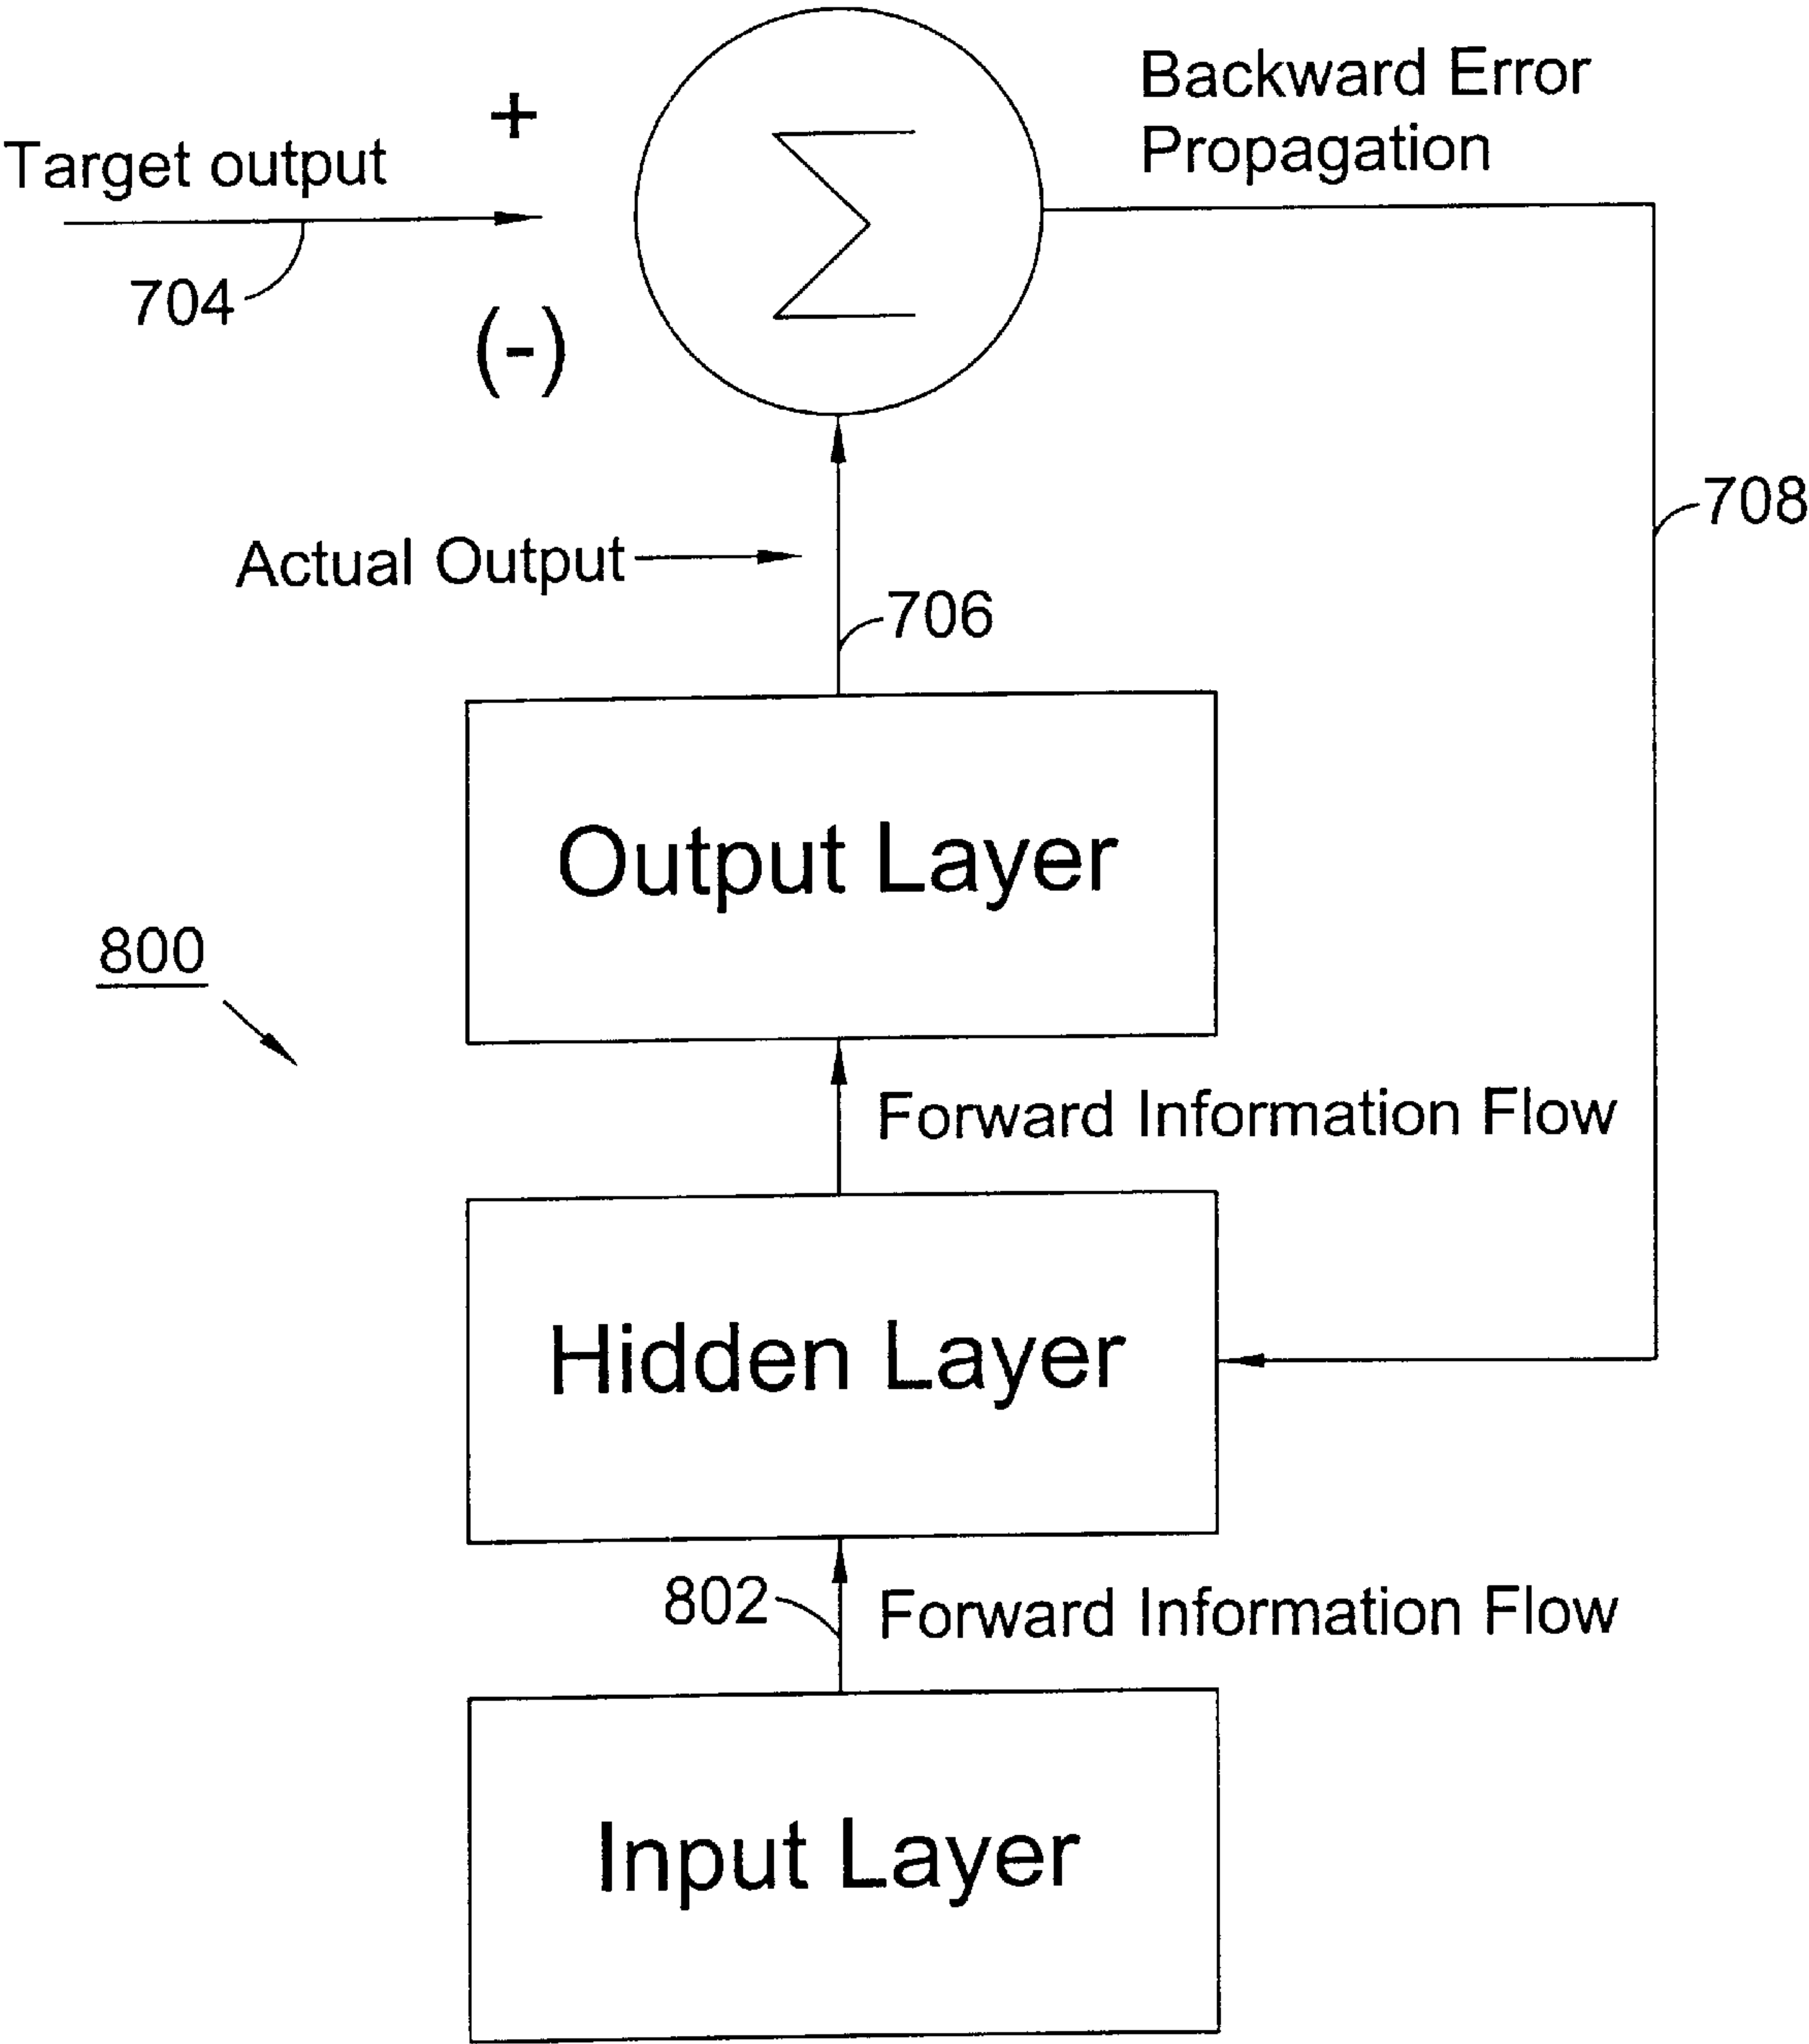 Backward Error
Propagation
+
Target output
Σ
704
(-)
708
Actual Output
706
Output Layer
800
Forward Information Flow
Hidden Layer
802
Forward Information Flow
Input Layer